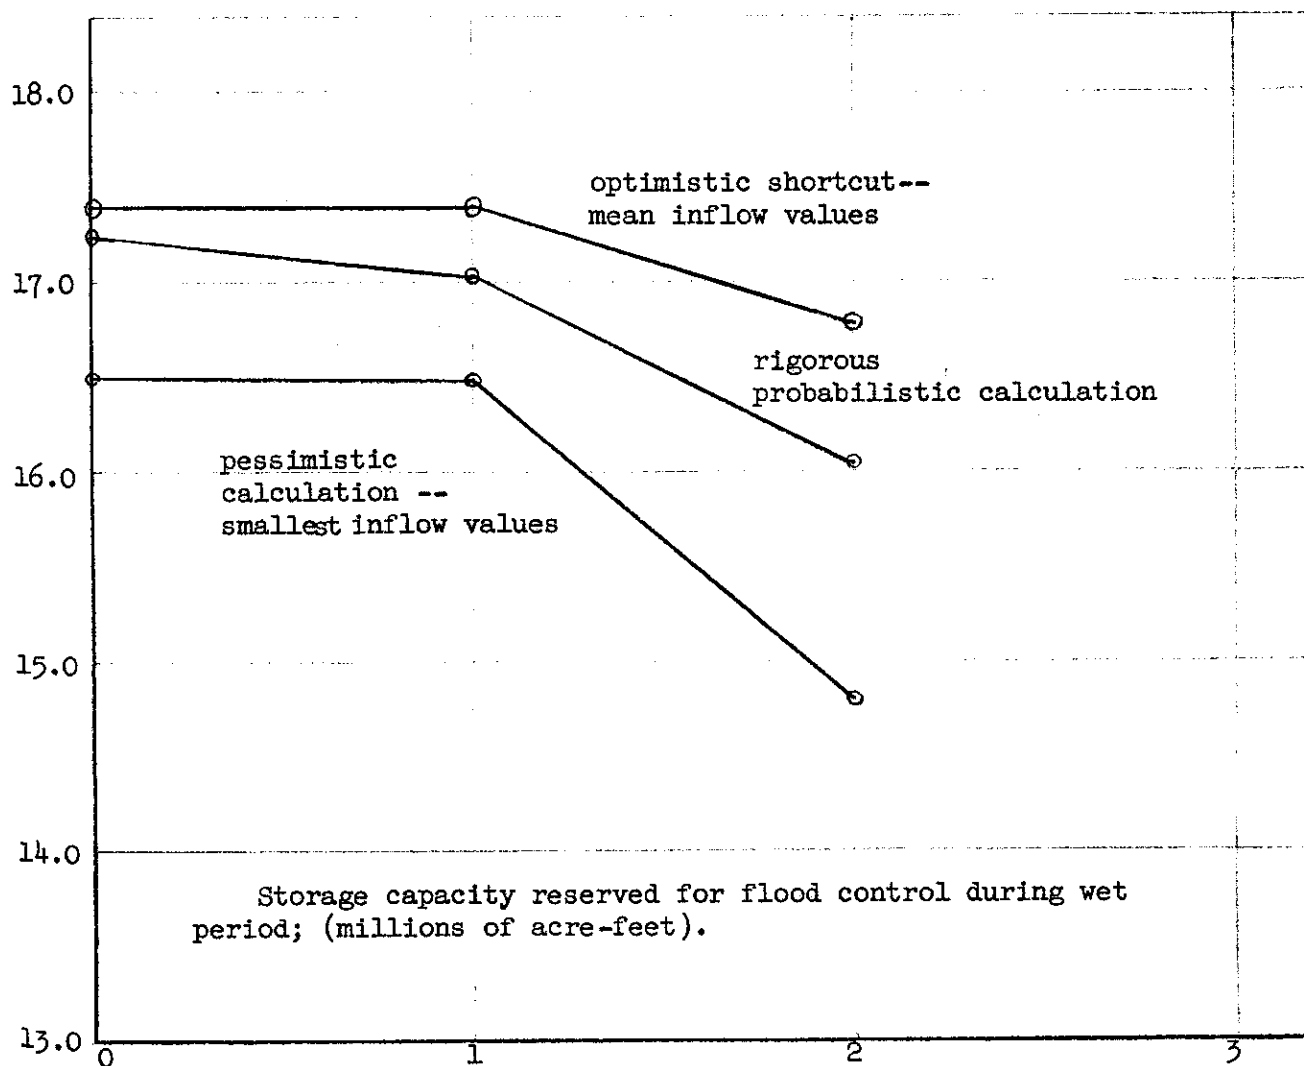 18.0
optimistic shortcut--
mean inflow values
17.0
rigorous
probabilistic calculation
pessimistic
calculation --
smallest inflow values
16.0
15.0
14.0
Storage capacity reserved for flood control during wet
period; (millions of acre-feet).
13.0
0 1 2 3